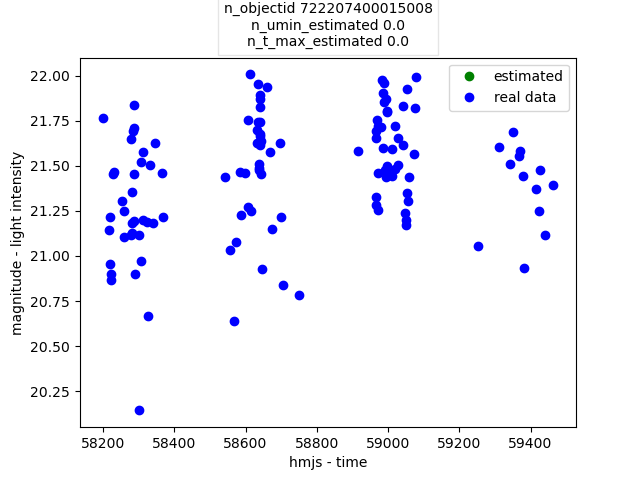 n_objectid 722207400015008
n_umin_estimated 0.0
n_t_max_estimated 0.0
estimated
real data
magnitude - light intensity
22.00
21.75
21.50
21.25
21.00
20.75
20.50
20.25
58200 58400 58600 58800 59000 59200 59400
hmjs - time